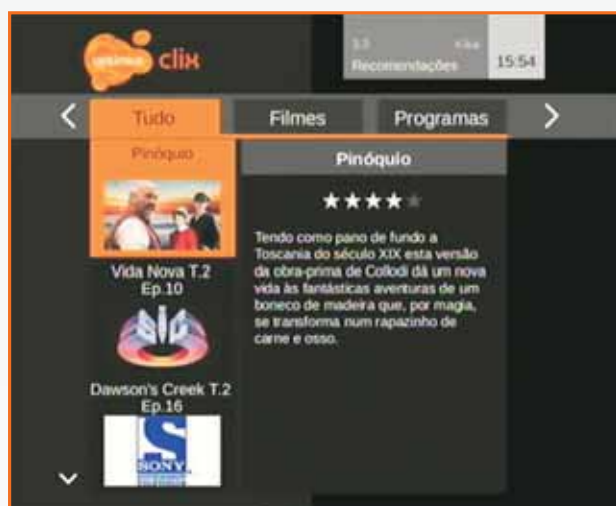 clix
Recomendações
15:54
Tudo
Filmes
Programas
Pinóquio
Vida Nova T.2
Ep.10
SIC
Dawson's Creek T.2
Ep.16
S
SONY
Pinóquio
Tendo como pano de fundo a
Toscania do século XIX esta versão
da obra-prima de Collodi dá um nova
vida às fantásticas aventuras de um
boneco de madeira que, por magia,
se transforma num rapazinho de
carne e osso.